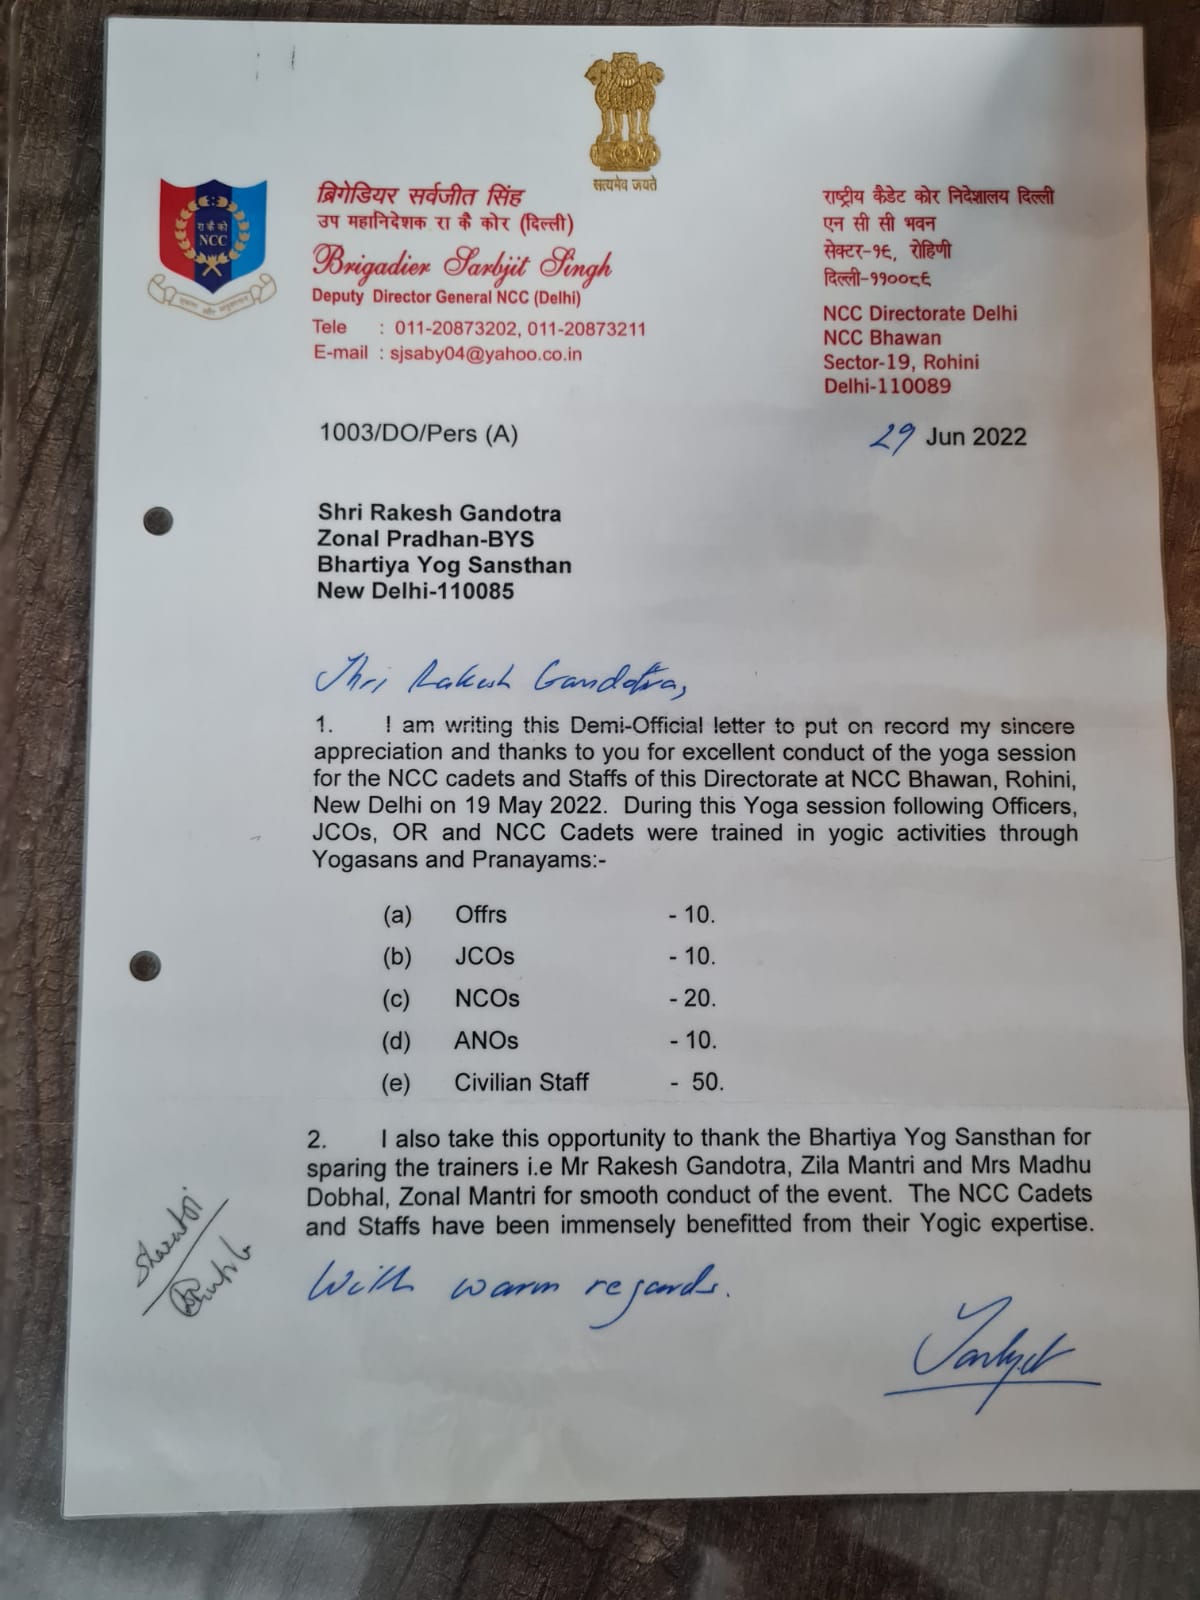 सत्यमेव जयते
रा कै को
NCC
एकता और अनुशासन
ब्रिगेडियर सर्वजीत सिंह
उप महानिदेशक रा कै कोर (दिल्ली)
Brigadier Sarbjit Singh
Deputy Director General NCC (Delhi)
Tele : 011-20873202, 011-20873211
E-mail : sjsaby04@yahoo.co.in
राष्ट्रीय कैडेट कोर निदेशालय दिल्ली
एन सी सी भवन
सेक्टर-१९, रोहिणी
दिल्ली-११००८९
NCC Directorate Delhi
NCC Bhawan
Sector-19, Rohini
Delhi-110089
1003/DO/Pers (A)
29 Jun 2022
Shri Rakesh Gandotra
Zonal Pradhan-BYS
Bhartiya Yog Sansthan
New Delhi-110085
Shri Rakesh Gandotra,
1. I am writing this Demi-Official letter to put on record my sincere
appreciation and thanks to you for excellent conduct of the yoga session
for the NCC cadets and Staffs of this Directorate at NCC Bhawan, Rohini,
New Delhi on 19 May 2022. During this Yoga session following Officers,
JCOs, OR and NCC Cadets were trained in yogic activities through
Yogasans and Pranayams:-
(a) Offrs - 10.
(b) JCOs - 10.
(c) NCOs - 20.
(d) ANOs - 10.
(e) Civilian Staff - 50.
2. I also take this opportunity to thank the Bhartiya Yog Sansthan for
sparing the trainers i.e Mr Rakesh Gandotra, Zila Mantri and Mrs Madhu
Dobhal, Zonal Mantri for smooth conduct of the event. The NCC Cadets
and Staffs have been immensely benefitted from their Yogic expertise.
With warm regards.
Sarbjit